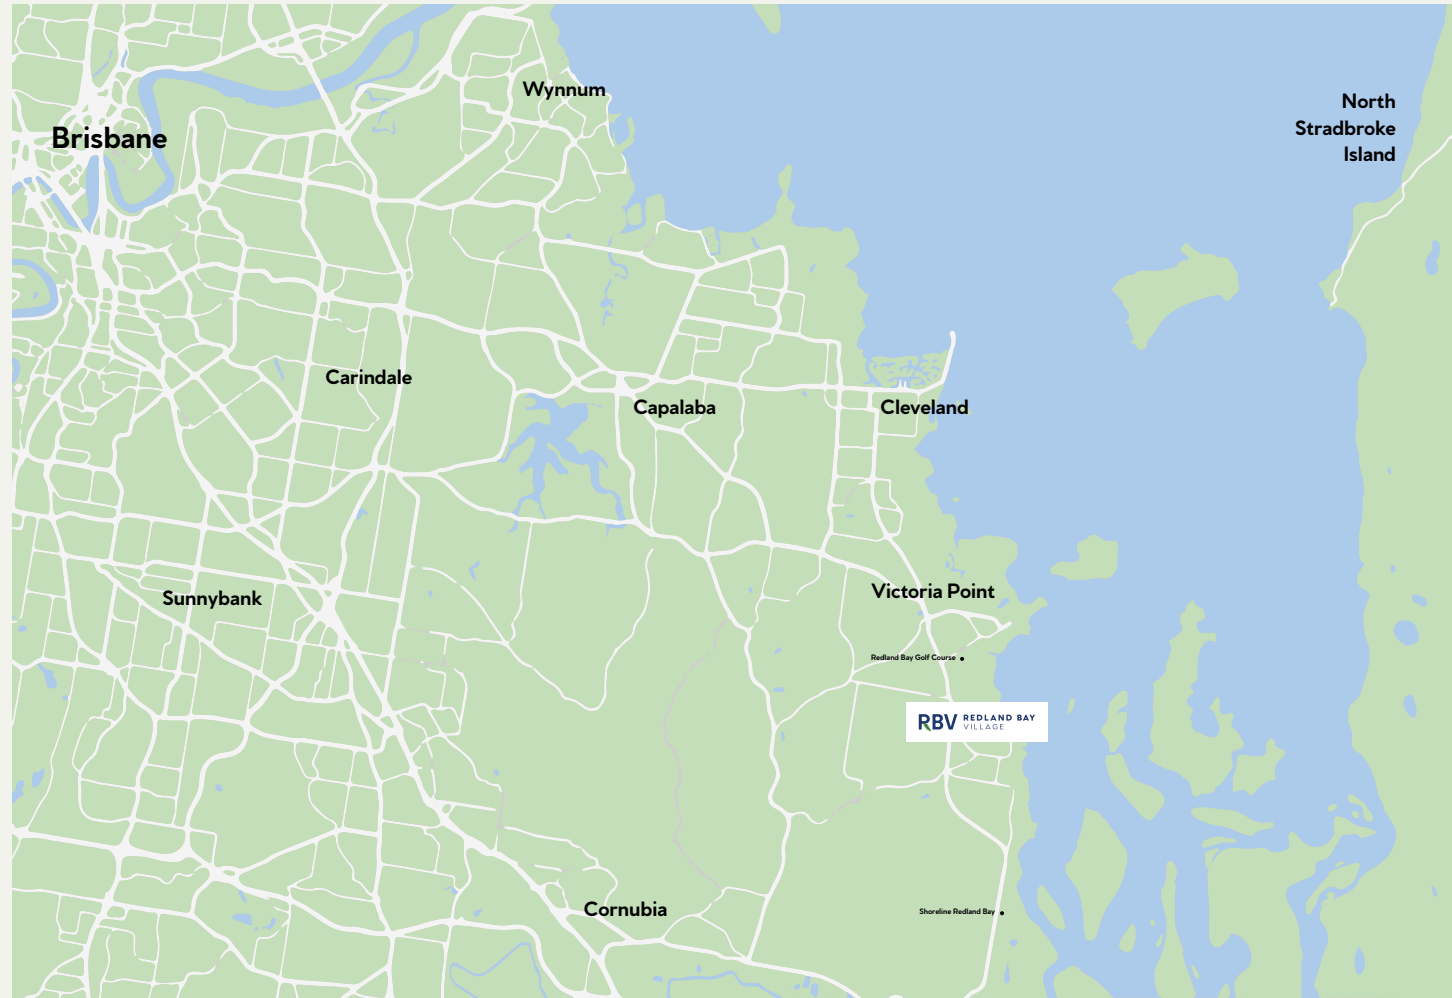 Wynnum
North
Stradbroke
Island
Brisbane
Carindale
Capalaba
Cleveland
Sunnybank
Victoria Point
Redland Bay Golf Course
RBV REDLAND BAY
VILLAGE
Cornubia
Shoreline Redland Bay